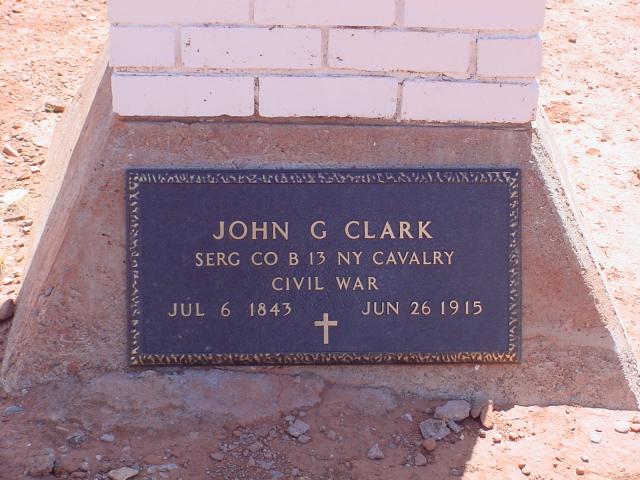 JOHN G CLARK
SERG CO B 13 NY CAVALRY
CIVIL WAR
JUL 6 1843 JUN 26 1915